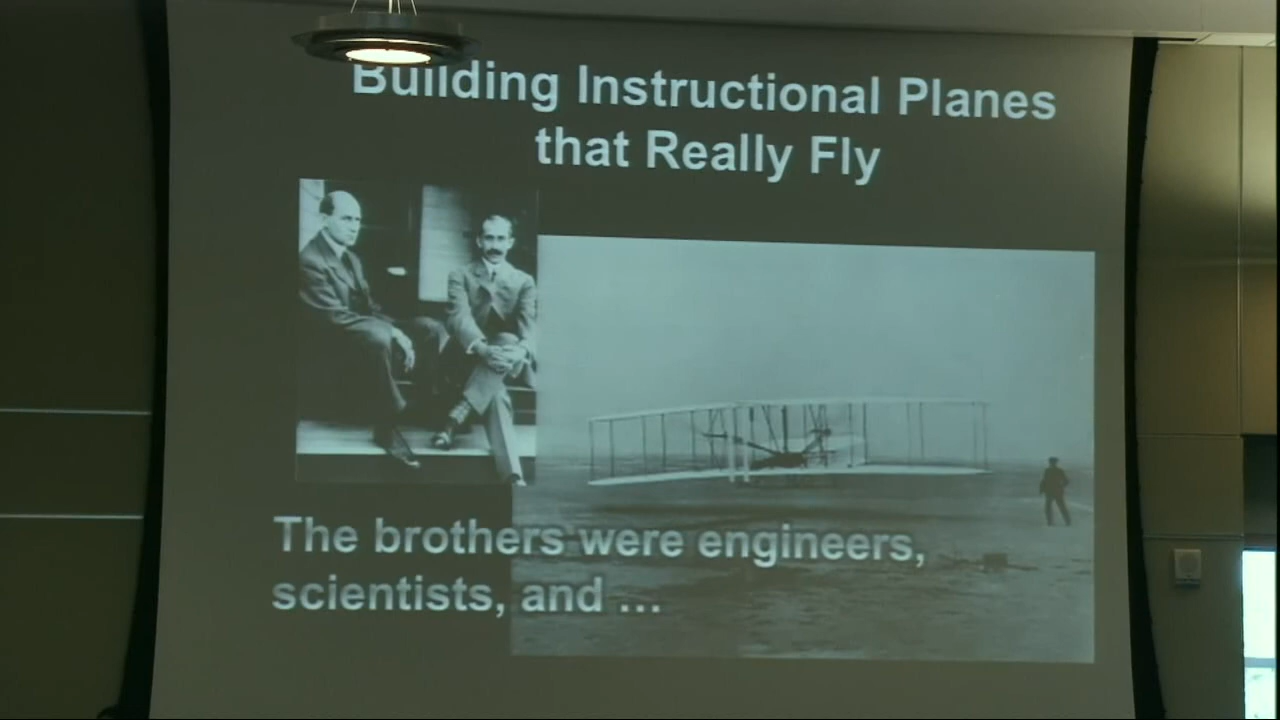 Building Instructional Planes
that Really Fly
The brothers were engineers,
scientists, and ...